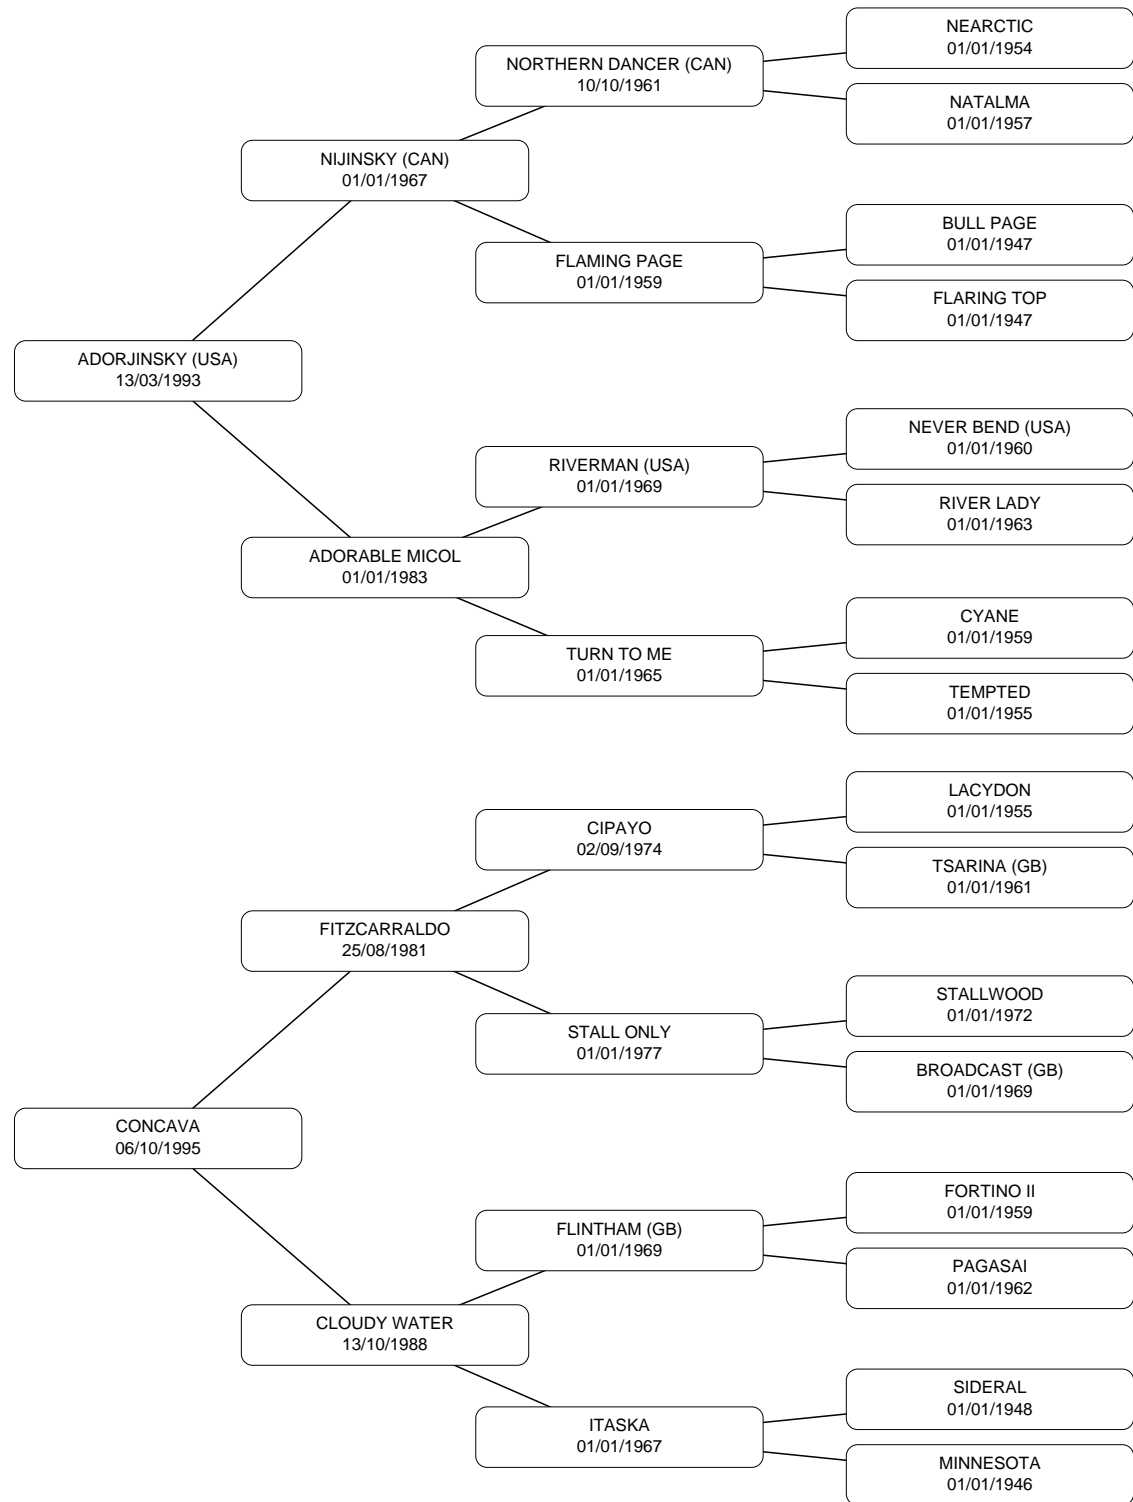 NEARCTIC
01/01/1954
NORTHERN DANCER (CAN)
10/10/1961
NATALMA
01/01/1957
NIJINSKY (CAN)
01/01/1967
BULL PAGE
01/01/1947
FLAMING PAGE
01/01/1959
FLARING TOP
01/01/1947
ADORJINSKY (USA)
13/03/1993
NEVER BEND (USA)
01/01/1960
RIVERMAN (USA)
01/01/1969
RIVER LADY
01/01/1963
ADORABLE MICOL
01/01/1983
CYANE
01/01/1959
TURN TO ME
01/01/1965
TEMPTED
01/01/1955
LACYDON
01/01/1955
CIPAYO
02/09/1974
TSARINA (GB)
01/01/1961
FITZCARRALDO
25/08/1981
STALLWOOD
01/01/1972
STALL ONLY
01/01/1977
BROADCAST (GB)
01/01/1969
CONCAVA
06/10/1995
FORTINO II
01/01/1959
FLINTHAM (GB)
01/01/1969
PAGASAI
01/01/1962
CLOUDY WATER
13/10/1988
SIDERAL
01/01/1948
ITASKA
01/01/1967
MINNESOTA
01/01/1946